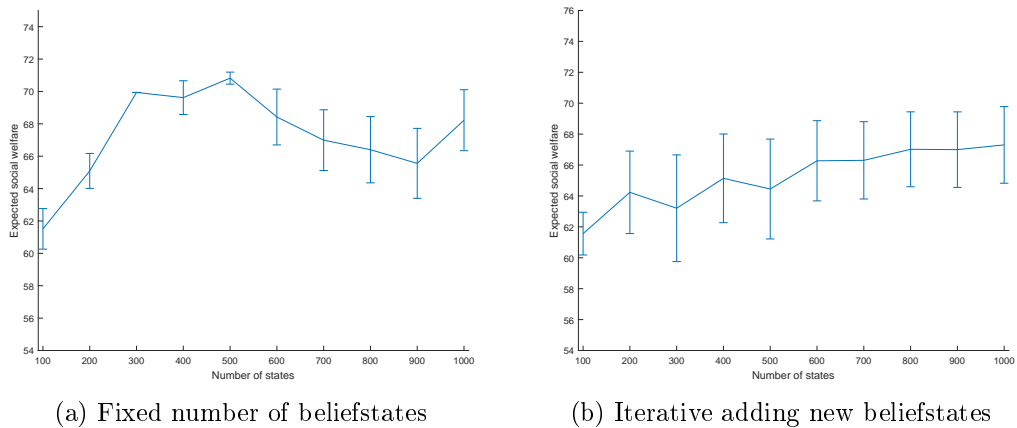 74
72
70
68
66
64
62
60
58
56
54
Expected social welfare
100 200 300 400 500 600 700 800 900 1000
Number of states
(a) Fixed number of beliefstates
76
74
72
70
68
66
64
62
60
58
56
54
Expected social welfare
100 200 300 400 500 600 700 800 900 1000
Number of states
(b) Iterative adding new beliefstates